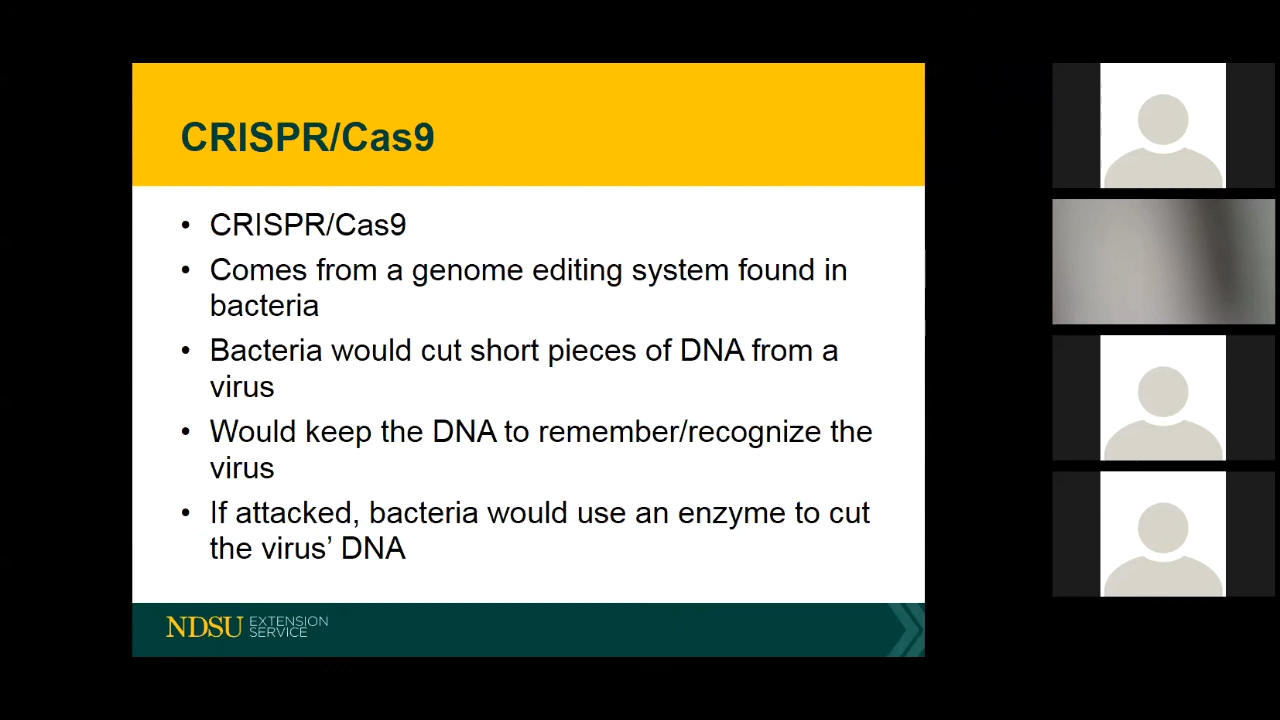 CRISPR/Cas9
• CRISPR/Cas9
• Comes from a genome editing system found in
bacteria
• Bacteria would cut short pieces of DNA from a
virus
• Would keep the DNA to remember/recognize the
virus
• If attacked, bacteria would use an enzyme to cut
the virus’ DNA
NDSU EXTENSION
SERVICE